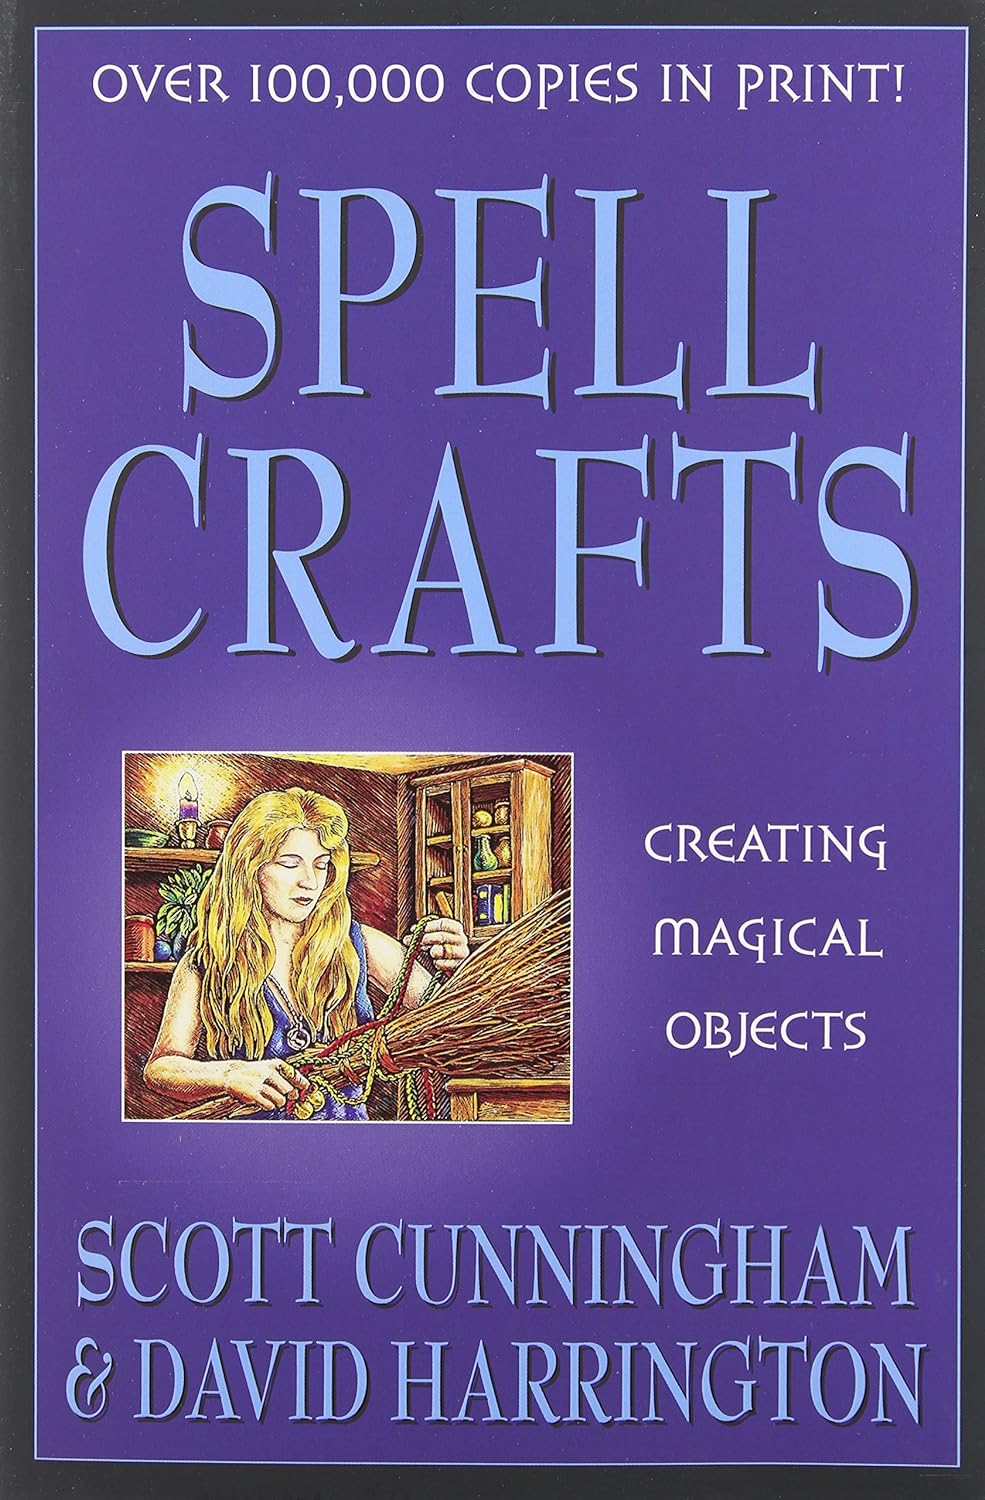 OVER 100,000 COPIES IN PRINT!
SPELL
CRAFTS
CREATING
MAGICAL
OBJECTS
SCOTT CUNNINGHAM
& DAVID HARRINGTON